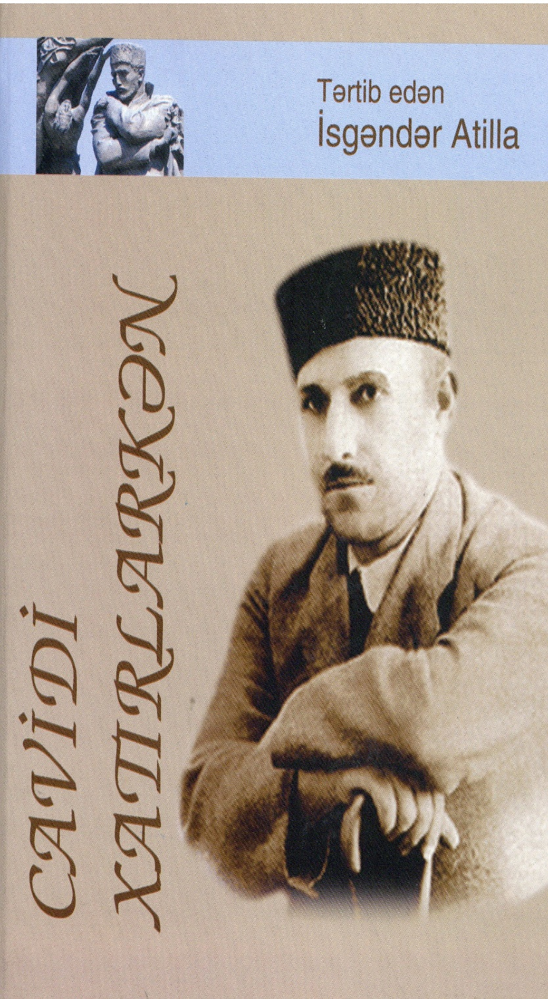 Tərtib edən
İsgəndər Atilla
CAVİDİ
XATIRLARKƏN